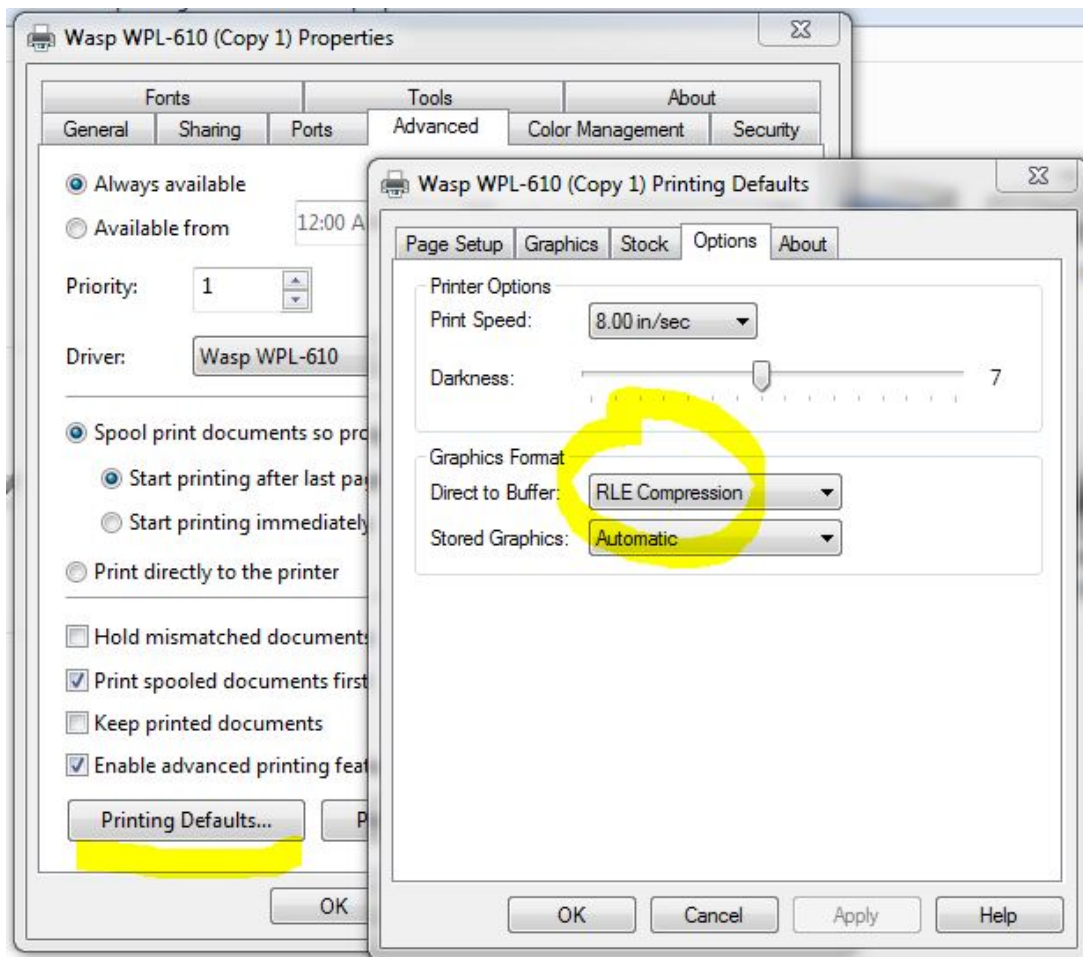 Wasp WPL-610 (Copy 1) Properties
Fonts Tools About
General Sharing Ports Advanced Color Management Security
Always available
Available from 12:00 A
Priority: 1
Driver: Wasp WPL-610
Spool print documents so
Start printing after last
Start printing immediately
Print directly to the printer
Hold mismatched documents
Print spooled documents first
Keep printed documents
Enable advanced printing
Printing Defaults...
OK
Wasp WPL-610 (Copy 1) Printing Defaults
Page Setup Graphics Stock Options About
Printer Options
Print Speed: 8.00 in/sec
Darkness: 7
Graphics Format
Direct to Buffer: RLE Compression
Stored Graphics: Automatic
OK Cancel Apply Help